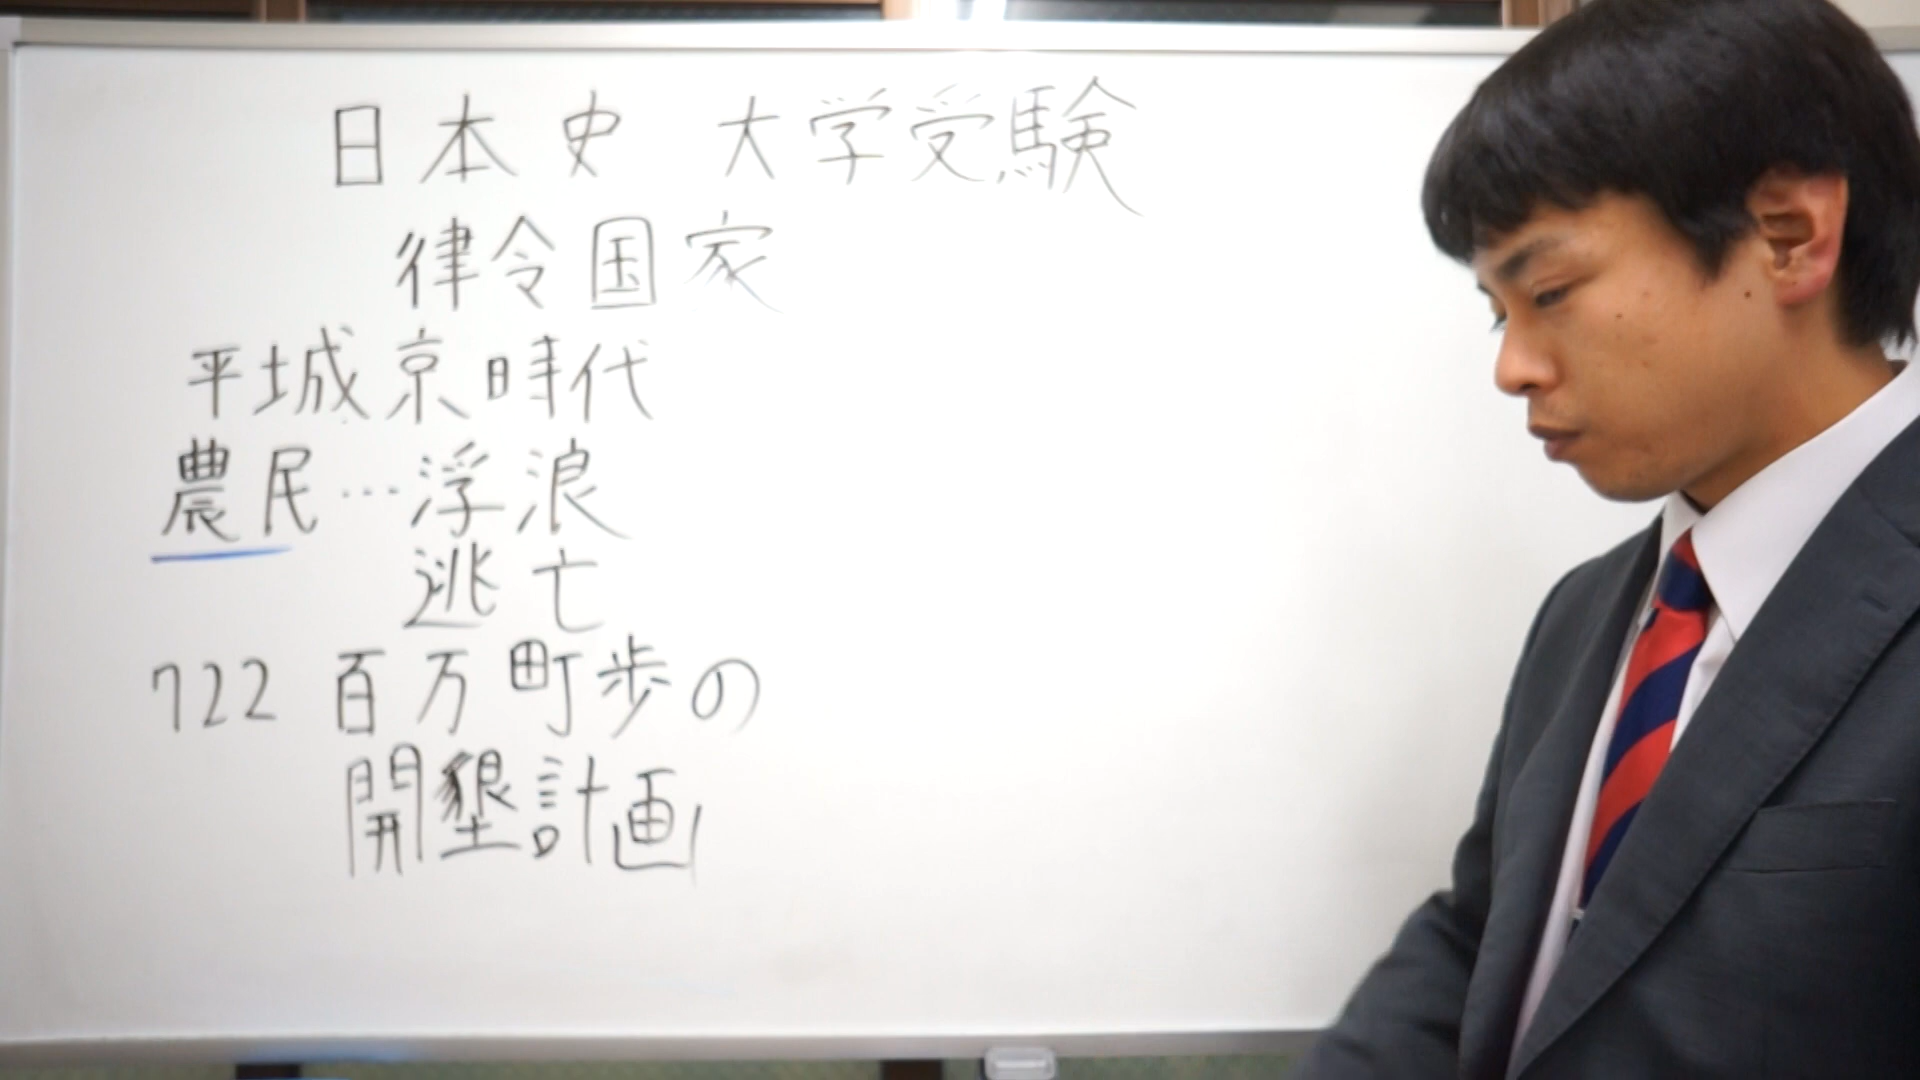 日本史 大学受験
律令国家
平城京時代
農民…浮浪
逃亡
722 百万町歩の
開墾計画